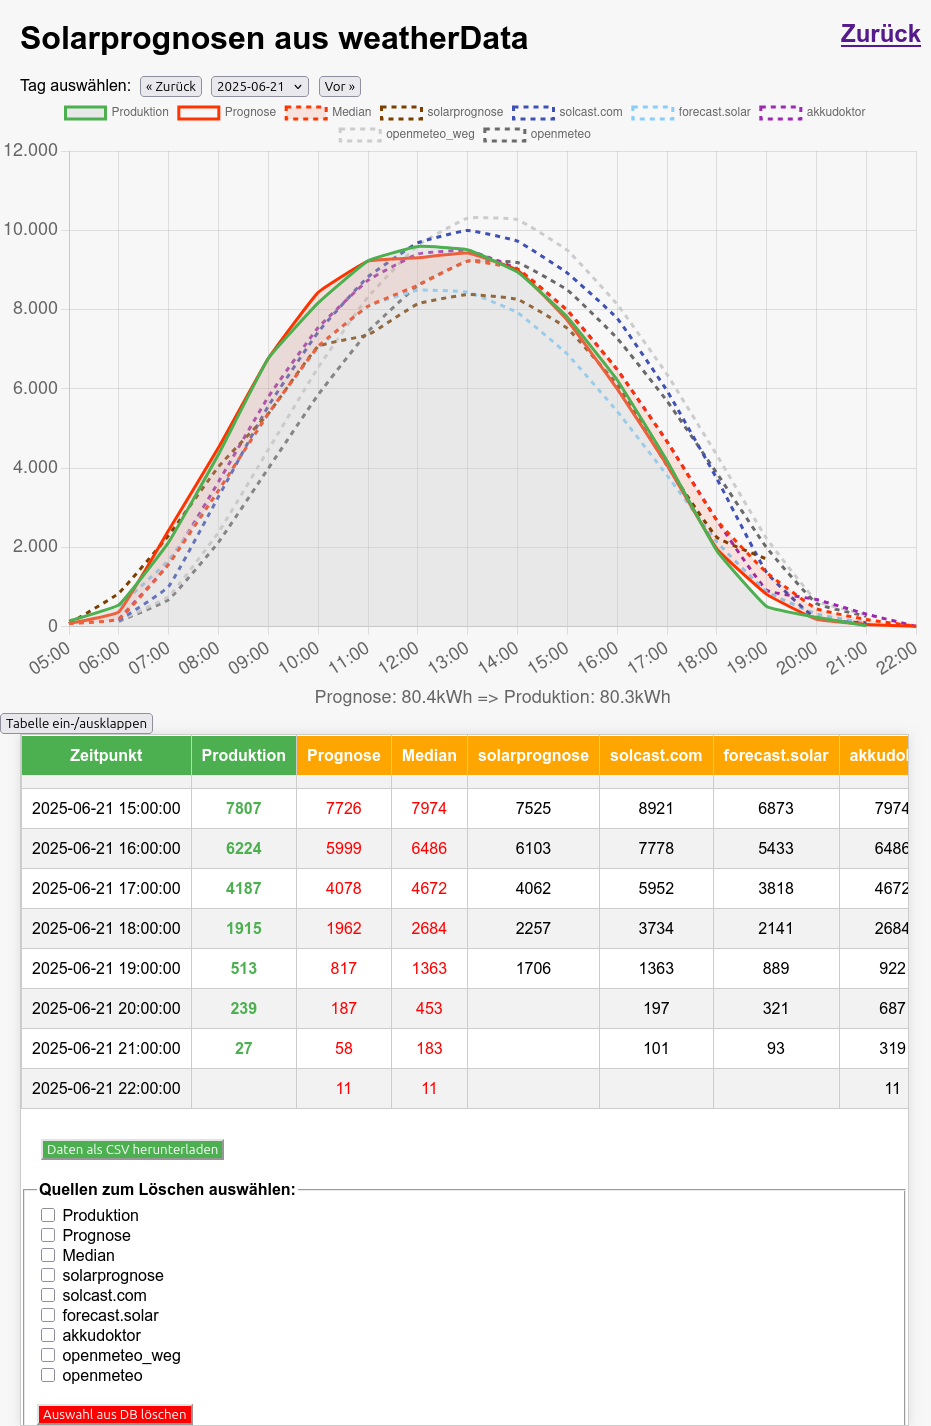 Solarprognosen aus weatherData
Zurück
Tag auswählen: « Zurück 2025-06-21 Vor »
Produktion Prognose Median solarprognose solcast.com forecast.solar akkudoktor
openmeteo_weg openmeteo
12.000
10.000
8.000
6.000
4.000
2.000
0
05:00 06:00 07:00 08:00 09:00 10:00 11:00 12:00 13:00 14:00 15:00 16:00 17:00 18:00 19:00 20:00 21:00 22:00
Prognose: 80.4kWh => Produktion: 80.3kWh
Tabelle ein-/ausklappen
Zeitpunkt Produktion Prognose Median solarprognose solcast.com forecast.solar akkudol
2025-06-21 15:00:00 7807 7726 7974 7525 8921 6873 7974
2025-06-21 16:00:00 6224 5999 6486 6103 7778 5433 6486
2025-06-21 17:00:00 4187 4078 4672 4062 5952 3818 4672
2025-06-21 18:00:00 1915 1962 2684 2257 3734 2141 2684
2025-06-21 19:00:00 513 817 1363 1706 1363 889 922
2025-06-21 20:00:00 239 187 453 197 321 687
2025-06-21 21:00:00 27 58 183 101 93 319
2025-06-21 22:00:00 11 11 11
Daten als CSV herunterladen
Quellen zum Löschen auswählen:
Produktion
Prognose
Median
solarprognose
solcast.com
forecast.solar
akkudoktor
openmeteo_weg
openmeteo
Auswahl aus DB löschen